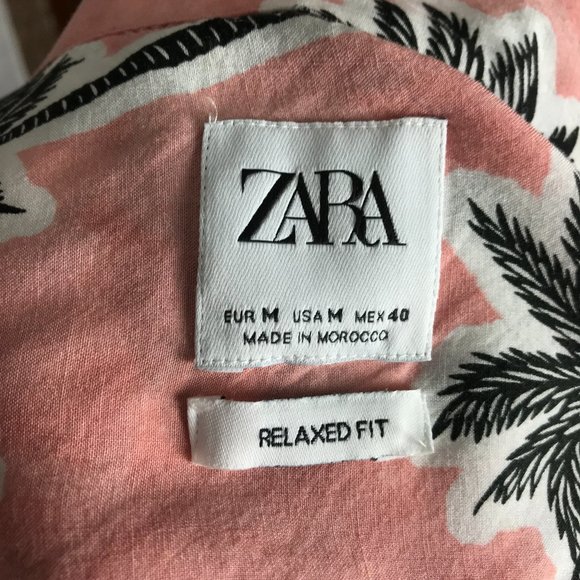 ZARA
EUR M USA M MEX 40
MADE IN MOROCCO
RELAXED FIT